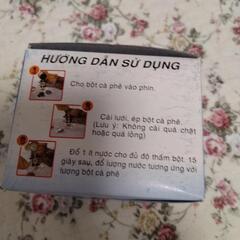 HƯỚNG DẪN SỬ DỤNG
Cho bột cà phê vào phin.
Cài lưới, ép bột cà phê.
(Lưu ý: Không cài quá chặt
hoặc quá lỏng)
Đổ 1 ít nước cho đủ độ thấm bột. 15
giây sau, đổ lượng nước tương ứng với
lượng bột cà phê